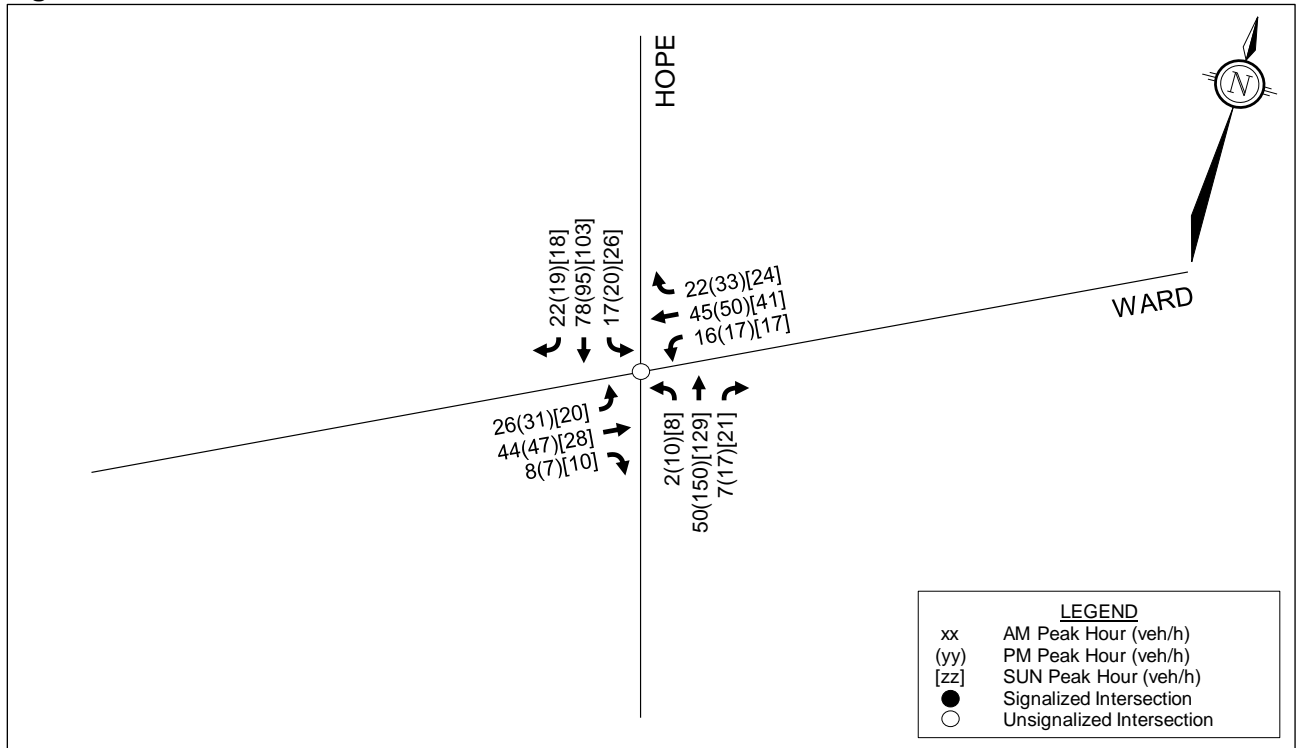 HOPE
N
22(19)[18]
78(95)[103]
17(20)[26]
22(33)[24]
45(50)[41]
16(17)[17]
WARD
26(31)[20]
44(47)[28]
8(7)[10]
2(10)[8]
50(150)[129]
7(17)[21]
LEGEND
xx AM Peak Hour (veh/h)
(yy) PM Peak Hour (veh/h)
[zz] SUN Peak Hour (veh/h)
Signalized Intersection
Unsignalized Intersection